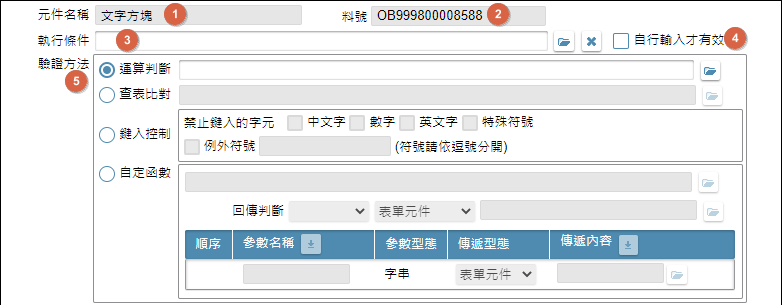 元件名稱 文字方塊 1 料號 OB999800008588 2
執行條件 3 自行輸入才有效 4
驗證方法 5 運算判斷
查表比對
鍵入控制 禁止鍵入的字元 中文字 數字 英文字 特殊符號
例外符號 (符號請依逗號分開)
自定函數
回傳判斷 表單元件
順序 參數名稱 參數型態 傳遞型態 傳遞內容
字串 表單元件